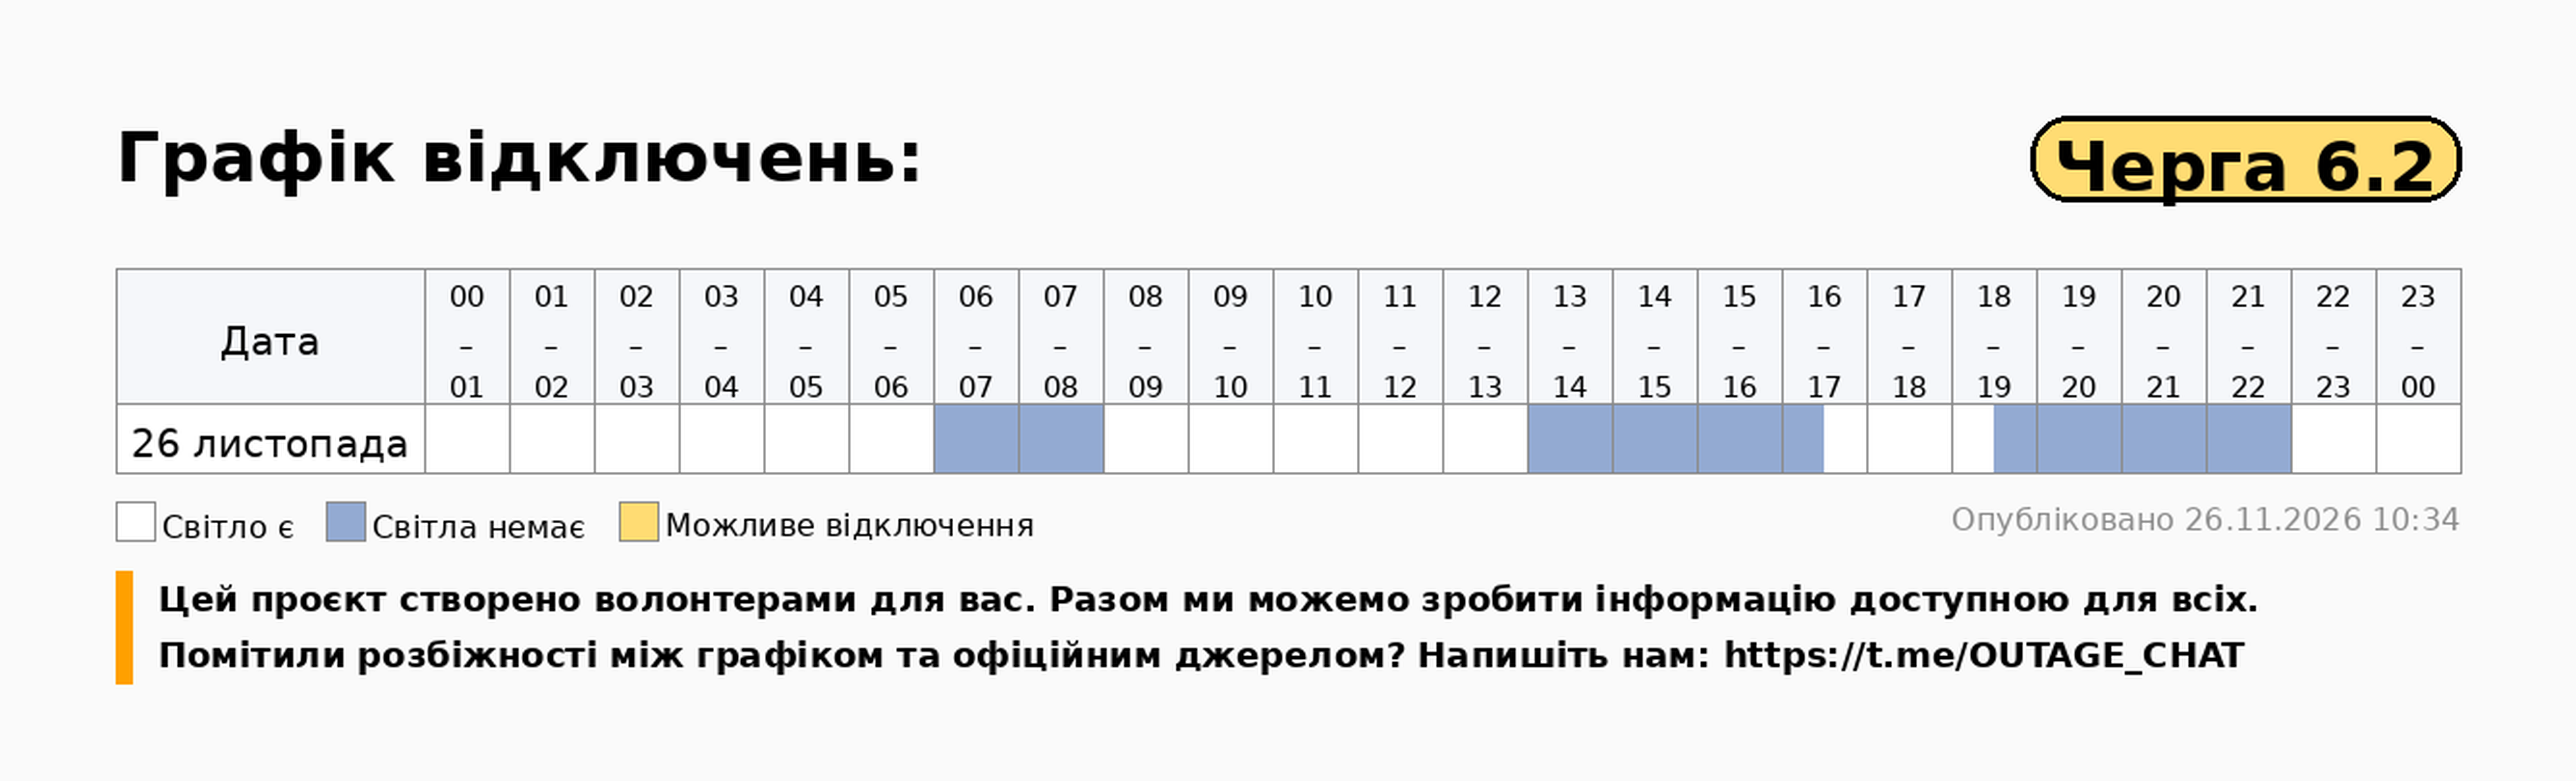 Графік відключень:
Черга 6.2
Дата
00 – 01
01 – 02
02 – 03
03 – 04
04 – 05
05 – 06
06 – 07
07 – 08
08 – 09
09 – 10
10 – 11
11 – 12
12 – 13
13 – 14
14 – 15
15 – 16
16 – 17
17 – 18
18 – 19
19 – 20
20 – 21
21 – 22
22 – 23
23 – 00
26 листопада
Світло є
Світла немає
Можливе відключення
Опубліковано 26.11.2026 10:34
Цей проєкт створено волонтерами для вас. Разом ми можемо зробити інформацію доступною для всіх.
Помітили розбіжності між графіком та офіційним джерелом? Напишіть нам: https://t.me/OUTAGE_CHAT